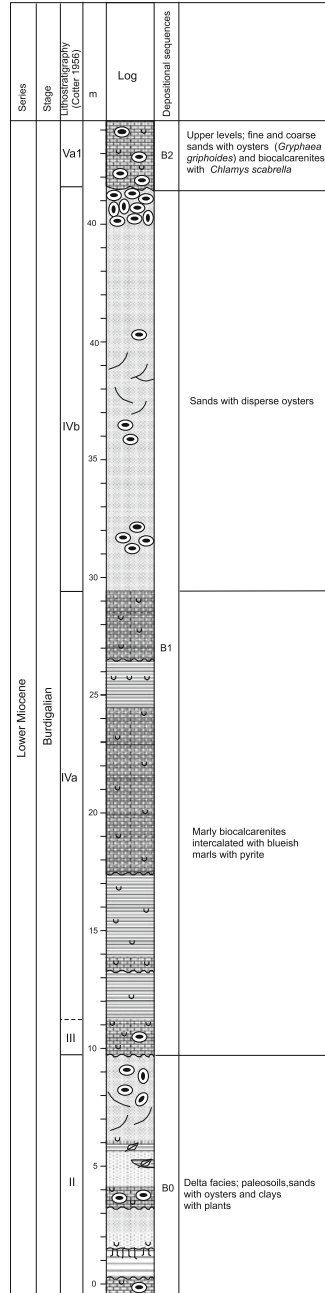 Series
Stage
Lithostratigraphy
(Cotter 1956)
m
Log
Depositional sequences
Va1
B2
Upper levels; fine and coarse
sands with oysters (Gryphaea
griphoides) and biocalcarenites
with Chlamys scabrella
40
40
IVb
Sands with disperse oysters
35
30
B1
Lower Miocene
Burdigalian
25
IVa
20
Marly biocalcarenites
intercalated with blueish
marls with pyrite
15
III
10
II
5
B0
Delta facies; paleosoils,sands
with oysters and clays
with plants
0